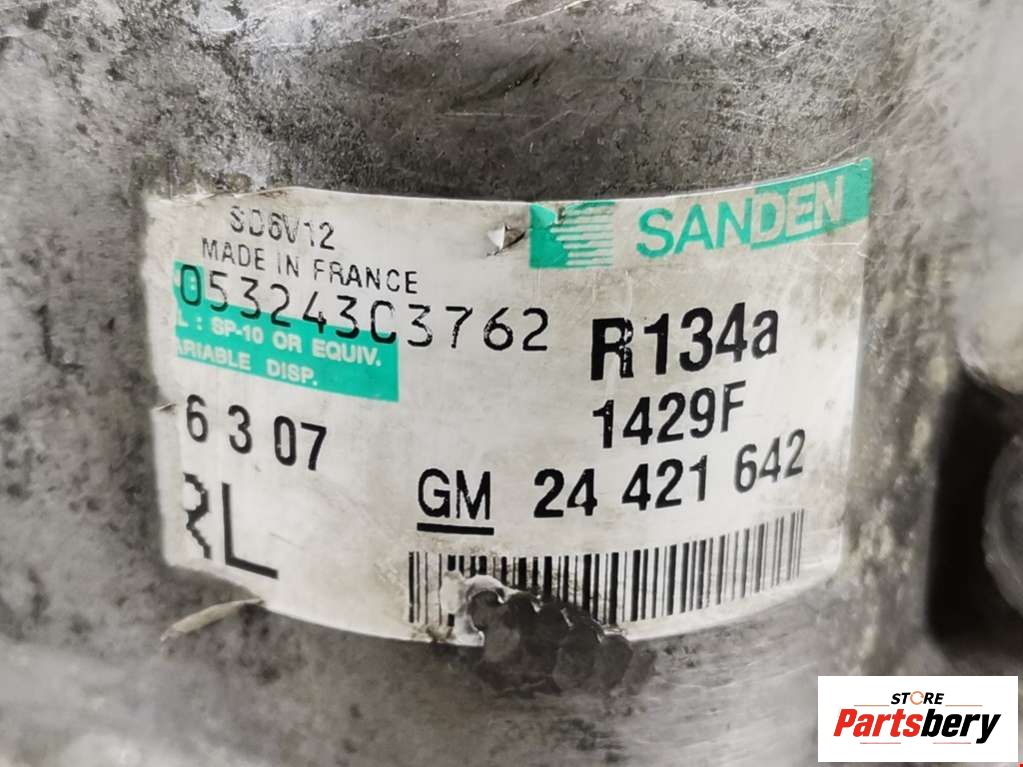 SD6V12
SANDEN
MADE IN FRANCE
053243C3762
L : SP-10 OR EQUIV.
ARIABLE DISP.
R134a
1429F
6 3 07
GM 24 421 642
RL
STORE
Partsbery